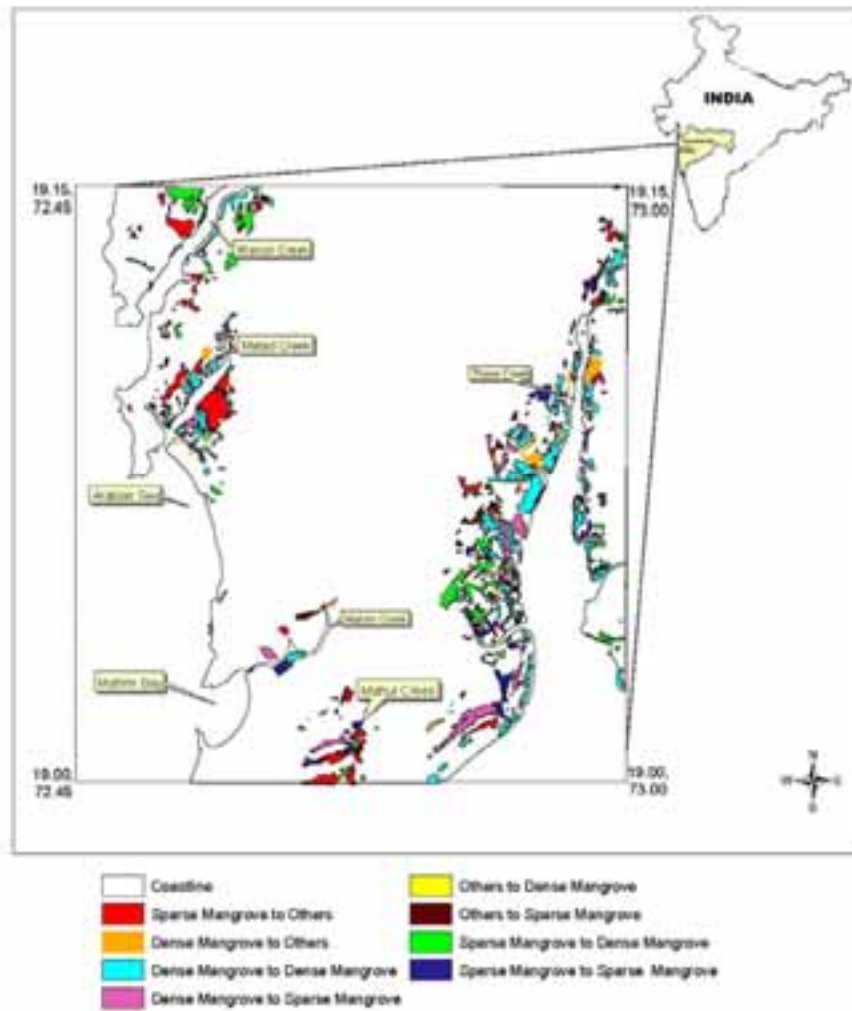 INDIA
19.15,
72.45
19.15,
73.00
Malad Creek
Thane Creek
Arabian Sea
Mahim Creek
Mahim Bay
Mahul Creek
19.00,
72.45
19.00,
73.00
N
W
E
S
Coastline
Sparse Mangrove to Others
Dense Mangrove to Others
Dense Mangrove to Dense Mangrove
Dense Mangrove to Sparse Mangrove
Others to Dense Mangrove
Others to Sparse Mangrove
Sparse Mangrove to Dense Mangrove
Sparse Mangrove to Sparse Mangrove